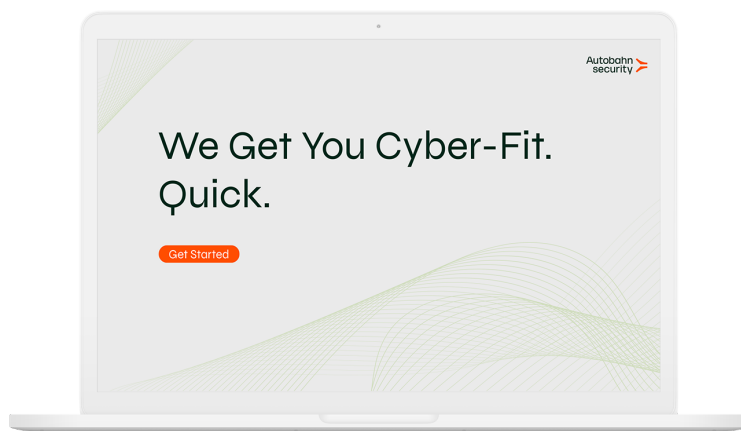 Autobahn
security
We Get You Cyber-Fit.
Quick.
Get Started